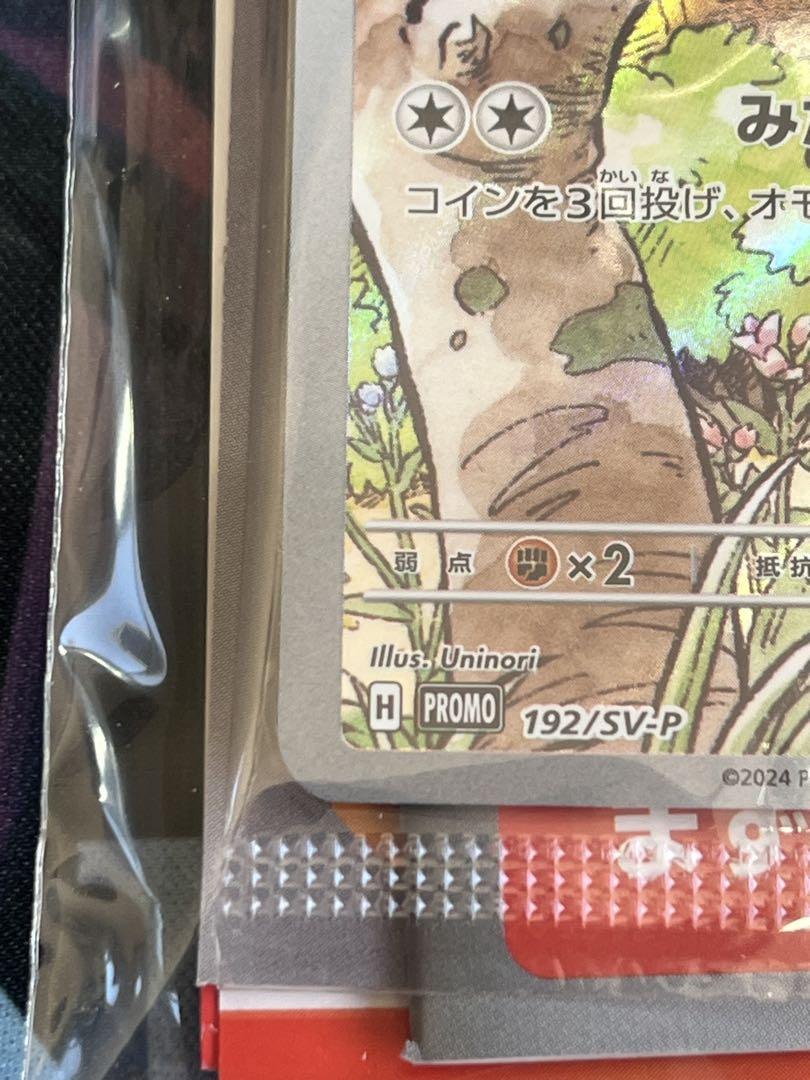 み
かい な
コインを3回投げ、オモ
弱点 ×2 抵抗
Illus. Uninori
H PROMO 192/SV-P
©2024 P